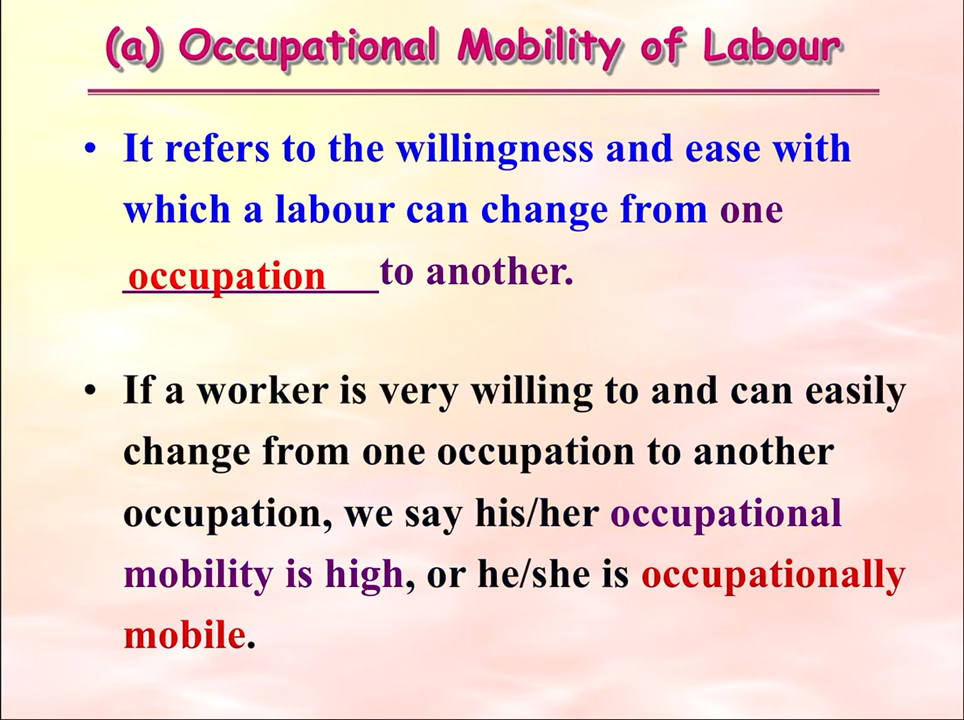 (a) Occupational Mobility of Labour
• It refers to the willingness and ease with
which a labour can change from one
occupation to another.
• If a worker is very willing to and can easily
change from one occupation to another
occupation, we say his/her occupational
mobility is high, or he/she is occupationally
mobile.